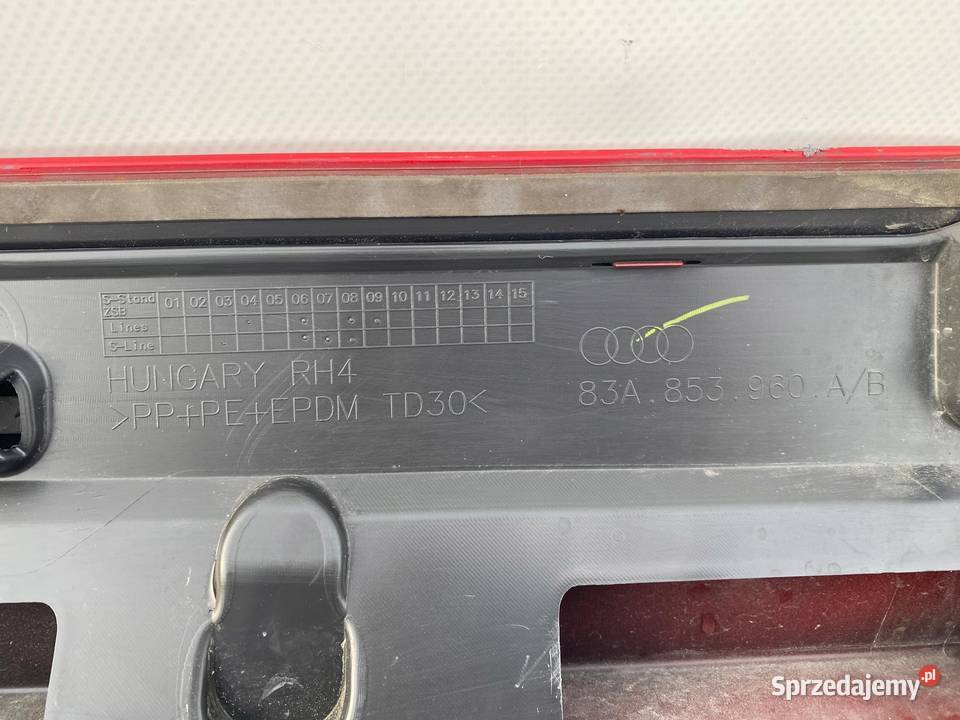 S-Stand 01 02 03 04 05 06 07 08 09 10 11 12 13 14 15
ZSB
Lines
S-Line
HUNGARY RH4
>PP+PE+EPDM TD30<
83A.853.960.A/B
Sprzedajemy.pl